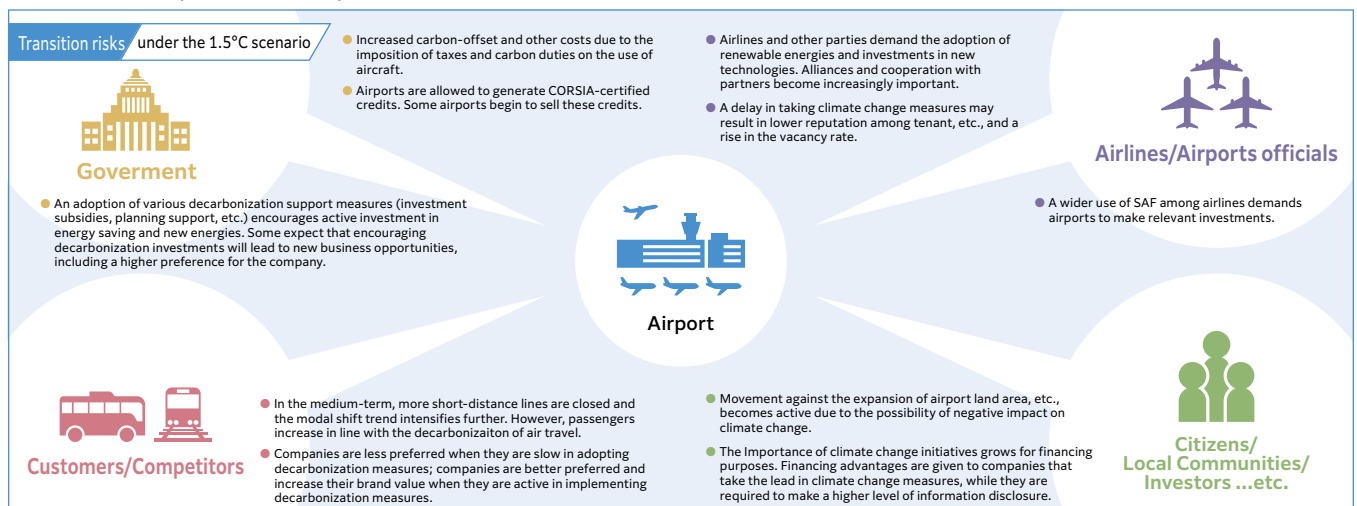 Transition risks under the 1.5°C scenario
Increased carbon-offset and other costs due to the
imposition of taxes and carbon duties on the use of
aircraft.
Airports are allowed to generate CORSIA-certified
credits. Some airports begin to sell these credits.
Goverment
An adoption of various decarbonization support measures (investment
subsidies, planning support, etc.) encourages active investment in
energy saving and new energies. Some expect that encouraging
decarbonization investments will lead to new business opportunities,
including a higher preference for the company.
Airlines and other parties demand the adoption of
renewable energies and investments in new
technologies. Alliances and cooperation with
partners become increasingly important.
A delay in taking climate change measures may
result in lower reputation among tenant, etc., and a
rise in the vacancy rate.
Airlines/Airports officials
A wider use of SAF among airlines demands
airports to make relevant investments.
Airport
Customers/Competitors
In the medium-term, more short-distance lines are closed and
the modal shift trend intensifies further. However, passengers
increase in line with the decarbonizaiton of air travel.
Companies are less preferred when they are slow in adopting
decarbonization measures; companies are better preferred and
increase their brand value when they are active in implementing
decarbonization measures.
Movement against the expansion of airport land area, etc.,
becomes active due to the possibility of negative impact on
climate change.
The Importance of climate change initiatives grows for financing
purposes. Financing advantages are given to companies that
take the lead in climate change measures, while they are
required to make a higher level of information disclosure.
Citizens/
Local Communities/
Investors ...etc.